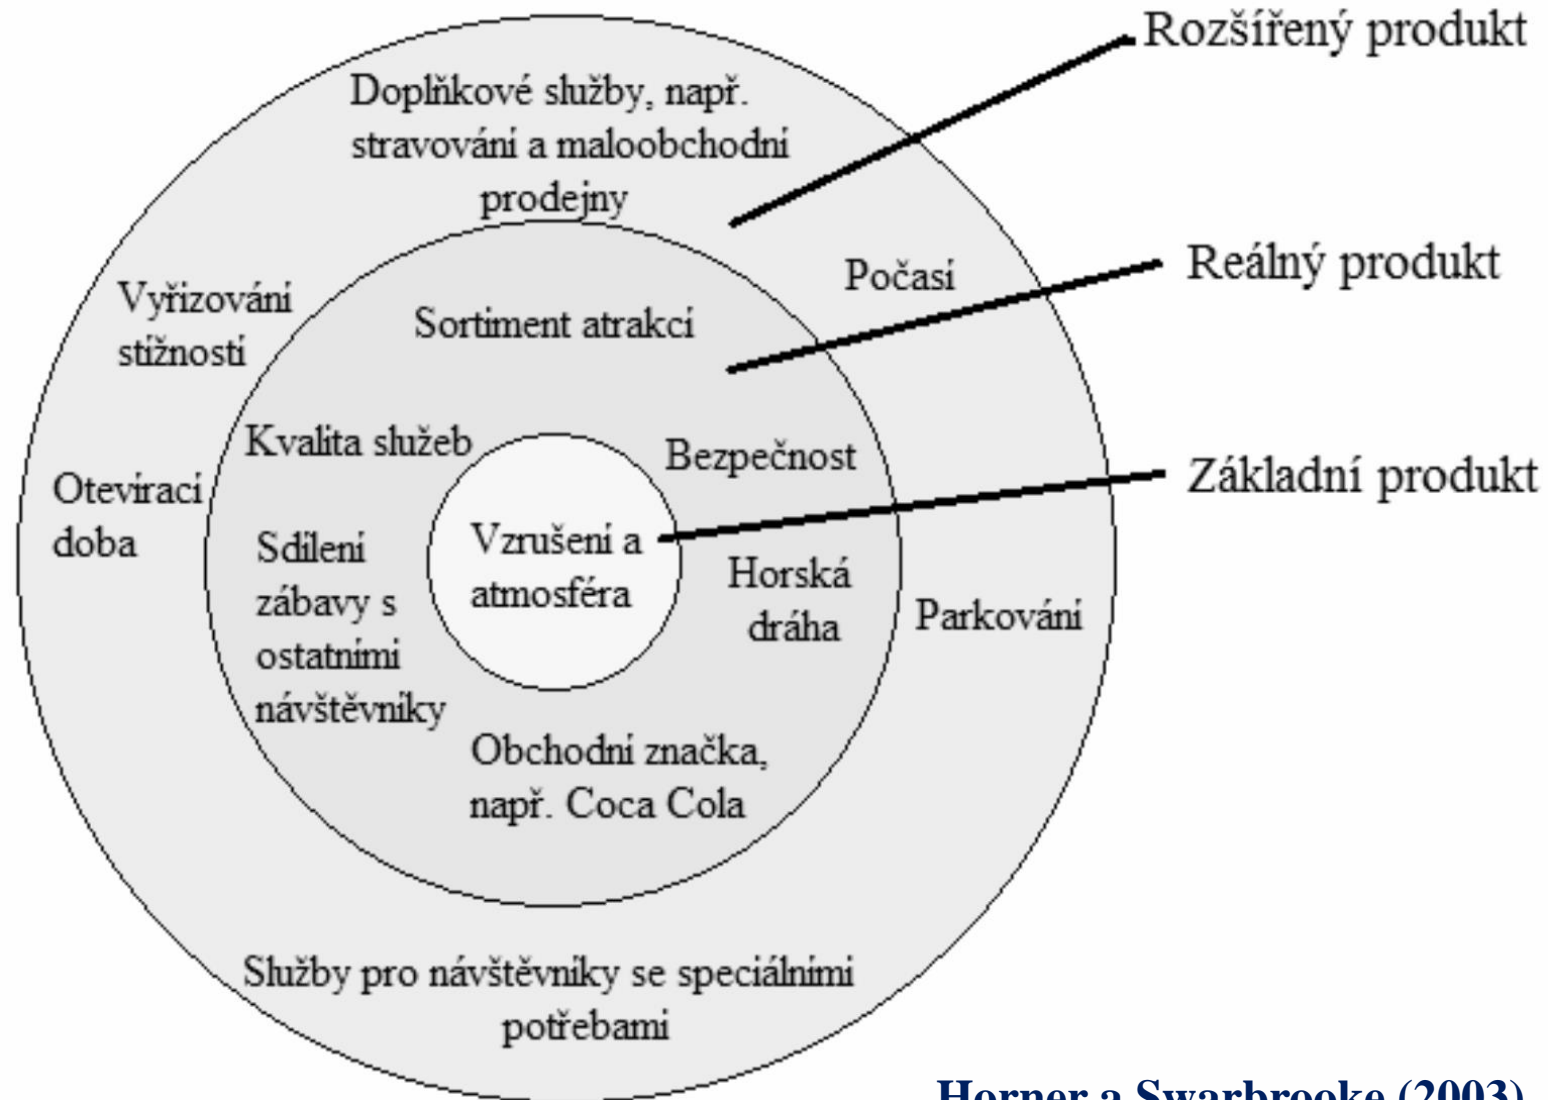 Rozšířený produkt
Doplňkové služby, např.
stravování a maloobchodní
prodejny
Reálný produkt
Počasí
Vyřizování
stížností
Sortiment atrakcí
Kvalita služeb
Bezpečnost
Základní produkt
Otevírací
doba
Vzrušení a
atmosféra
Sdílení
zábavy s
ostatními
návštěvníky
Horská
dráha
Parkování
Obchodní značka,
např. Coca Cola
Služby pro návštěvníky se speciálními
potřebami
Horner a Swarbrooke (2003)